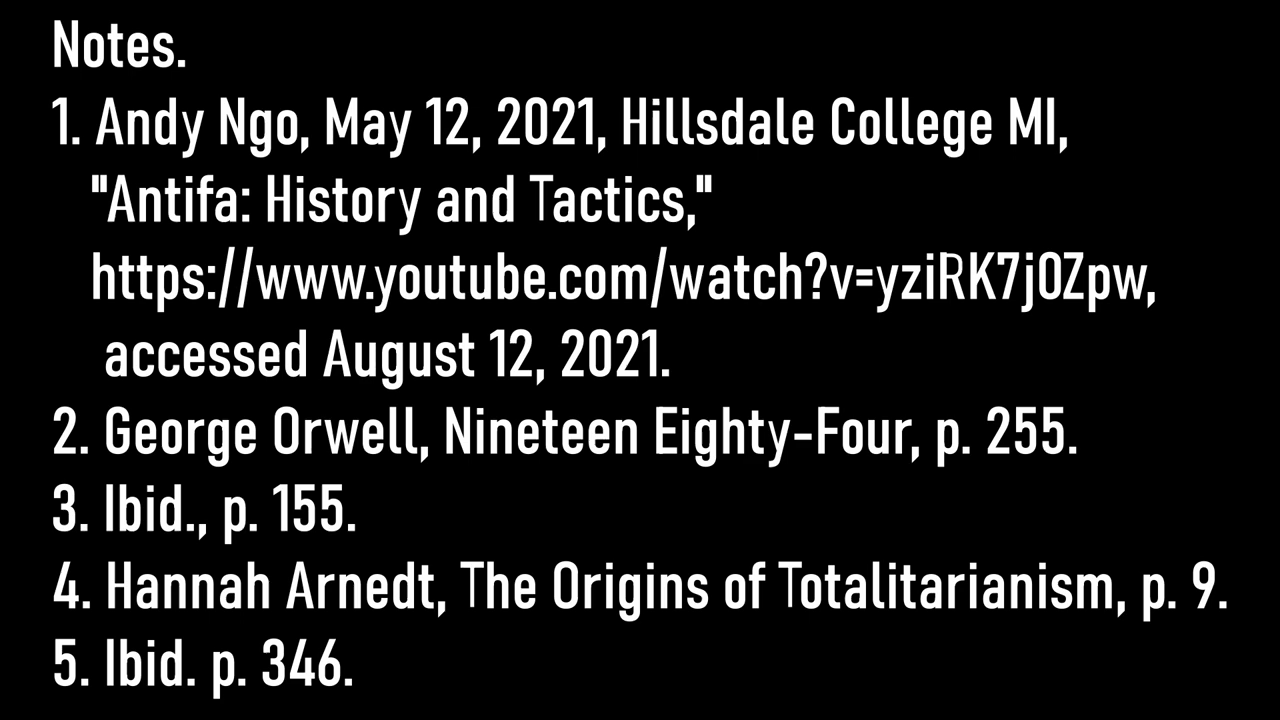 Notes.
1. Andy Ngo, May 12, 2021, Hillsdale College MI,
"Antifa: History and Tactics,"
https://www.youtube.com/watch?v=yziRK7j0Zpw,
accessed August 12, 2021.
2. George Orwell, Nineteen Eighty-Four, p. 255.
3. Ibid., p. 155.
4. Hannah Arnedt, The Origins of Totalitarianism, p. 9.
5. Ibid. p. 346.